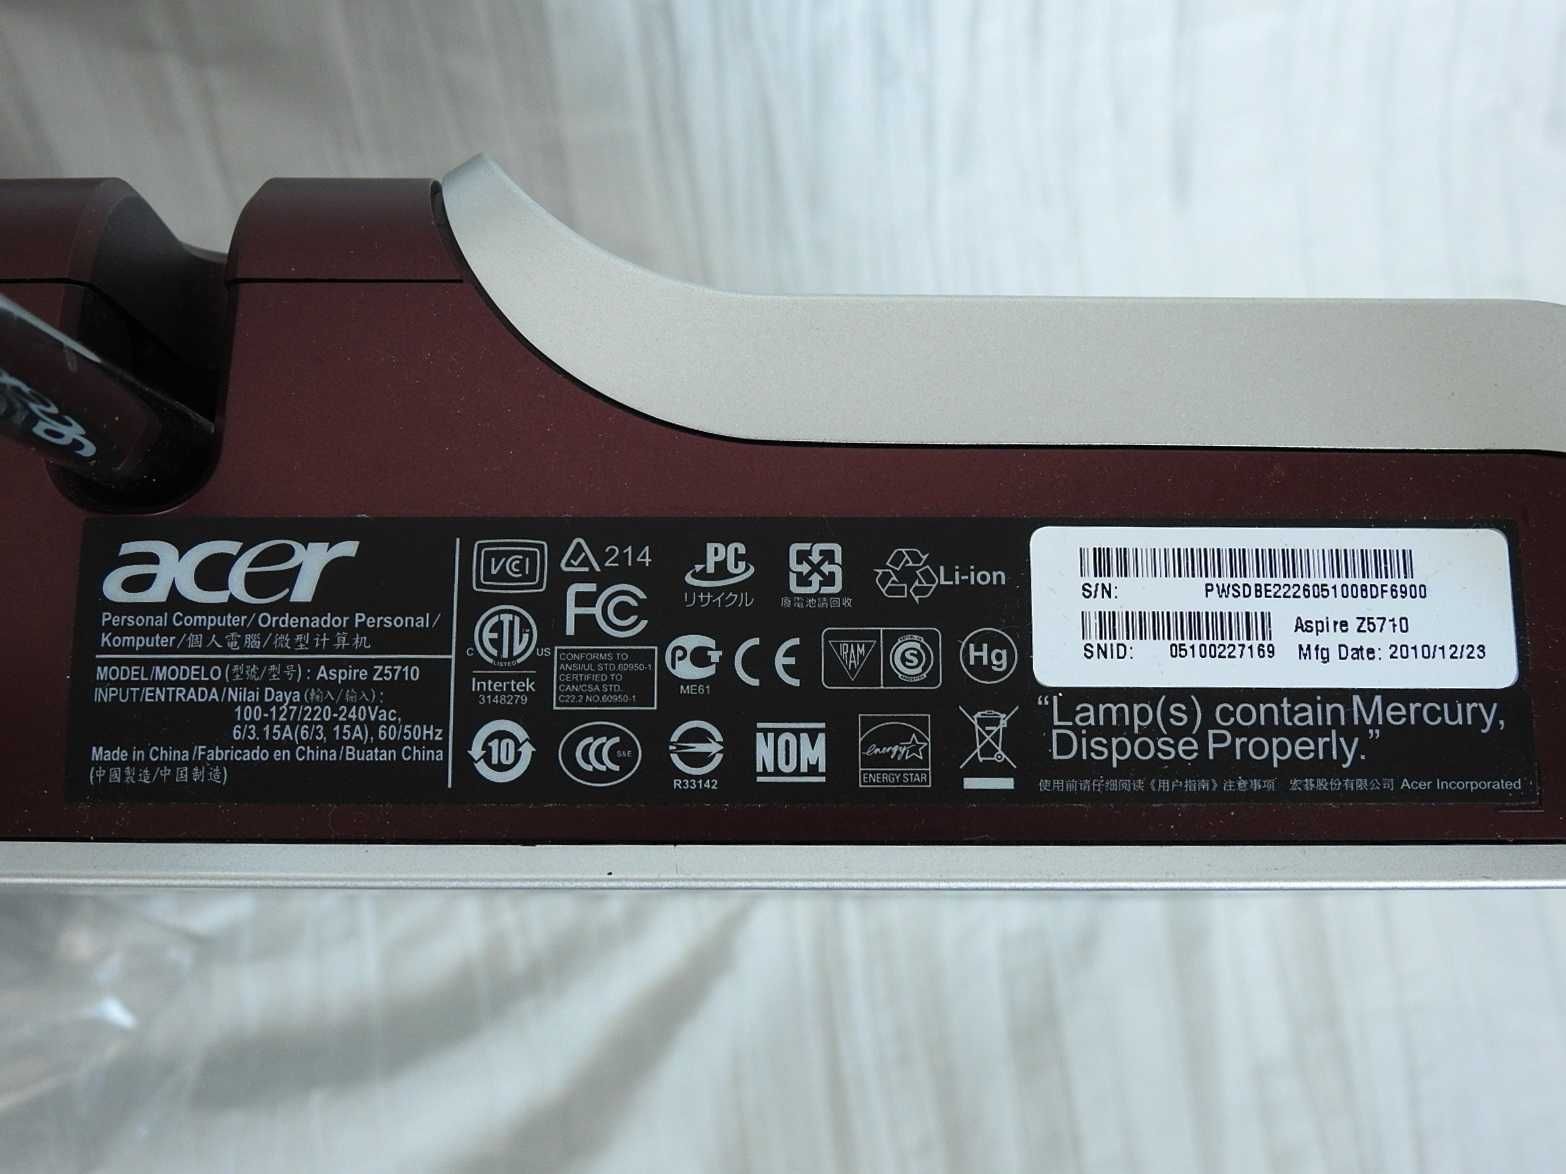 acer
Personal Computer/Ordenador Personal/
Komputer/個人電腦/微型计算机
MODEL/MODELO (型號/型号) : Aspire Z5710
INPUT/ENTRADA/Nilai Daya (輸入/输入) :
100-127/220-240Vac,
6/3.15A(6/3, 15A), 60/50Hz
Made in China/Fabricado en China/Buatan China
(中國製造/中国制造)
VCI
214
PC
リサイクル
廢電池請回收
Li-ion
FC
C ETL US
LISTED
Intertek
3148279
CONFORMS TO
ANSI/UL STD.60950-1
CERTIFIED TO
CAN/CSA STD.
C22.2 NO.60950-1
ME61
CE
IRAM
S
Hg
10
CCC S&E
R33142
NOM
energy
ENERGY STAR
S/N: PWSDBE2226051008DF6900
Aspire Z5710
SNID: 05100227169 Mfg Date: 2010/12/23
“Lamp(s) contain Mercury,
Dispose Properly.”
使用前请仔细阅读《用户指南》注意事项 宏碁股份有限公司 Acer Incorporated